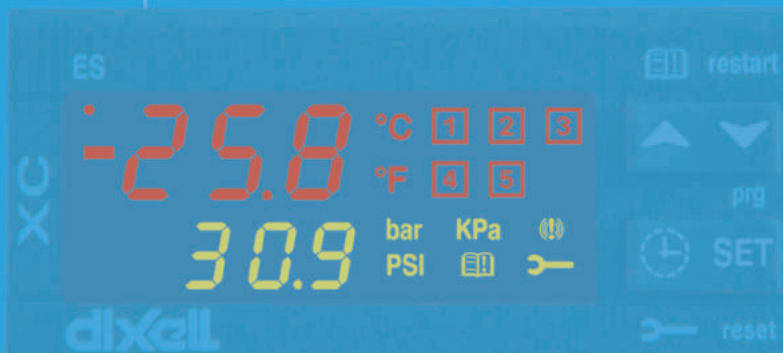 ES
restart
-25.8 °C 1 2 3
°F 4 5
XC
prg
30.9 bar KPa
PSI
SET
dixell
reset